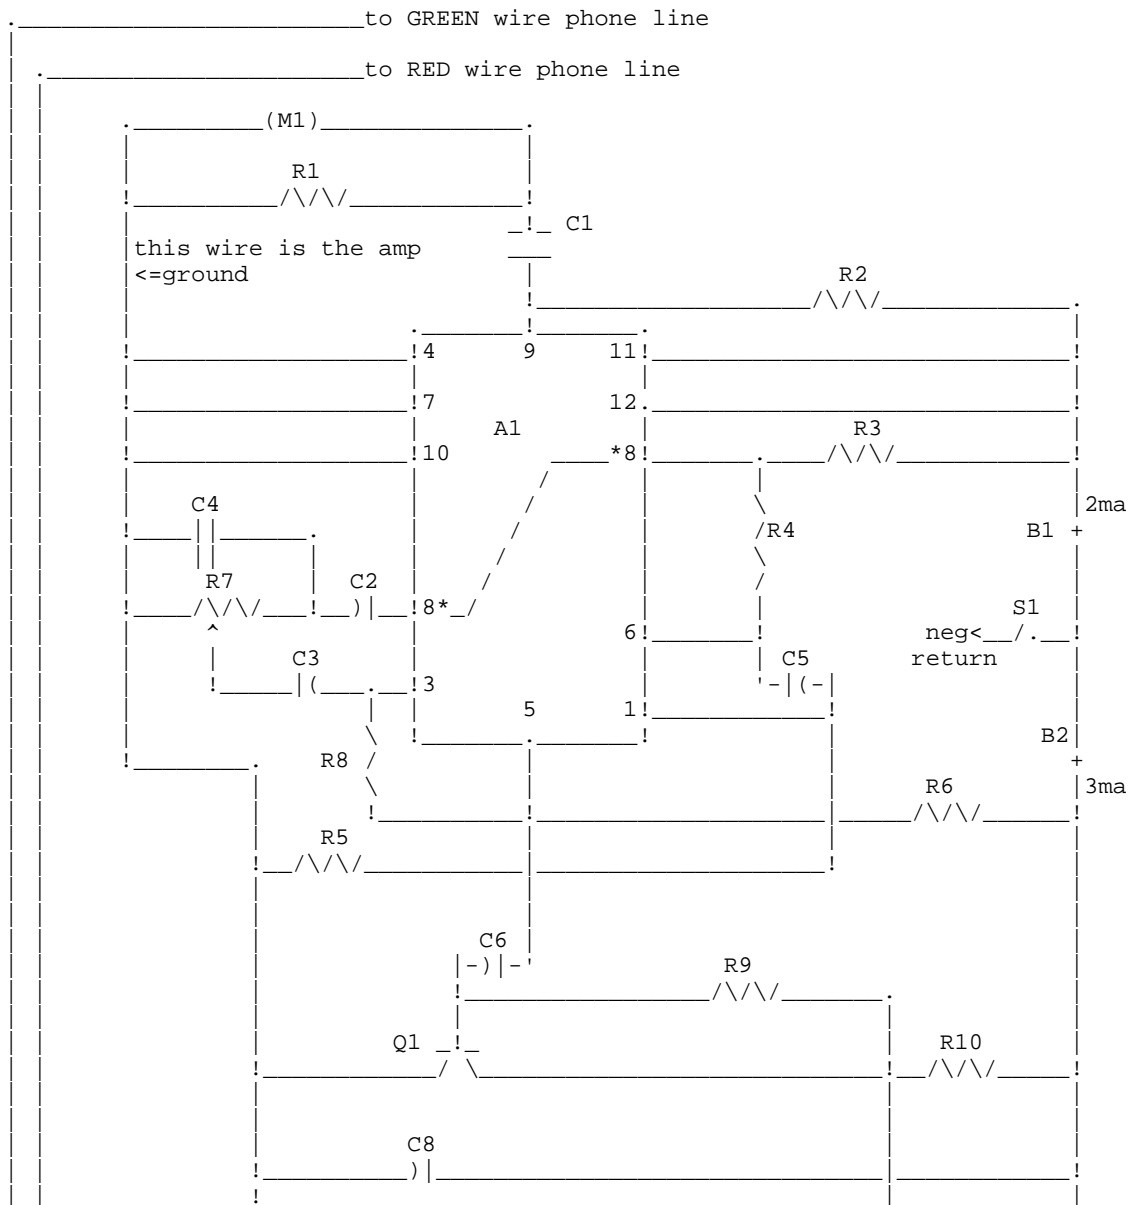 to GREEN wire phone line
to RED wire phone line
(M1)
R1
C1
this wire is the amp
<=ground
R2
4 9 11
7 12
A1 R3
10 *8
C4 2ma
R4 B1 +
R7 C2
8* S1
6 neg<
C3 C5 return
3
5 1
B2
R8 +
R6 3ma
R5
C6
R9
Q1 R10
C8